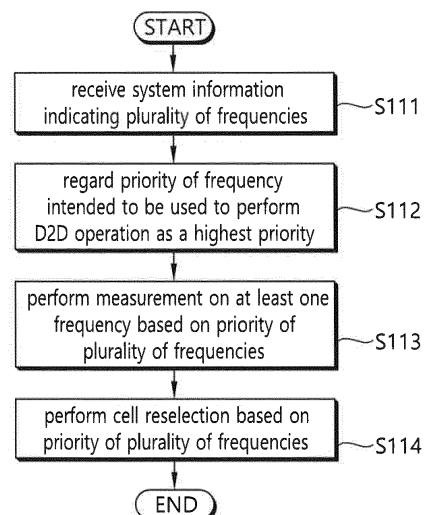 START
receive system information
indicating plurality of frequencies
S111
regard priority of frequency
intended to be used to perform
D2D operation as a highest priority
S112
perform measurement on at least one
frequency based on priority of
plurality of frequencies
S113
perform cell reselection based on
priority of plurality of frequencies
S114
END